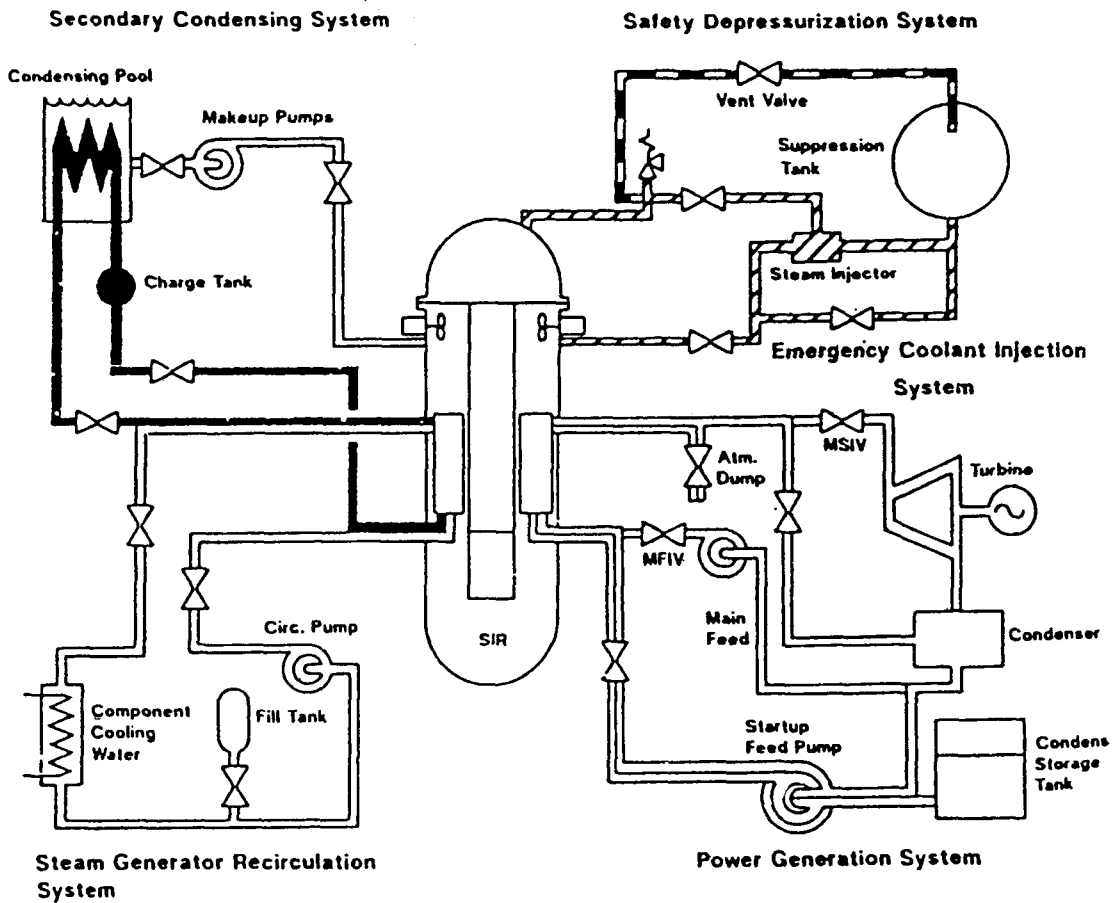 Secondary Condensing System
Safety Depressurization System
Condensing Pool
Makeup Pumps
Vent Valve
Suppression
Tank
Charge Tank
Steam Injector
Emergency Coolant Injection
System
MSIV
Atm.
Dump
Turbine
MFIV
Main
Feed
Condenser
SIR
Circ. Pump
Component
Cooling
Water
Fill Tank
Startup
Feed Pump
Condens
Storage
Tank
Steam Generator Recirculation
System
Power Generation System